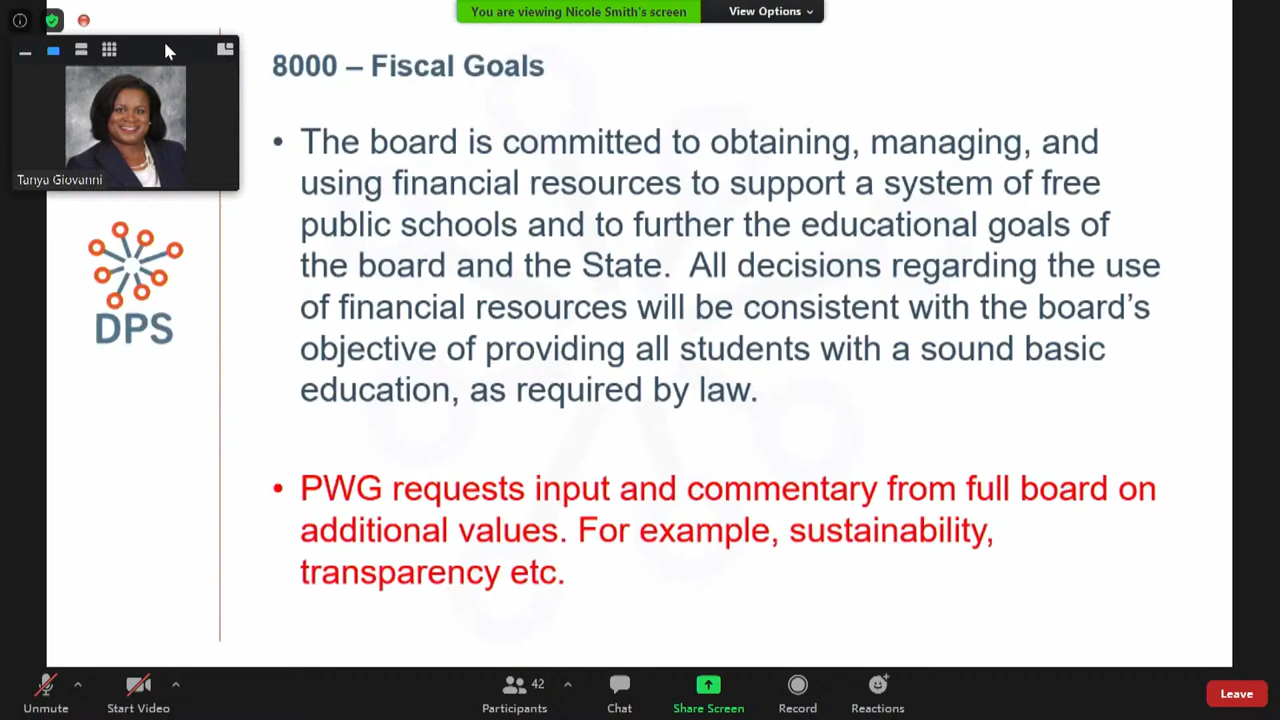 You are viewing Nicole Smith's screen
View Options
Tanya Giovanni
8000 – Fiscal Goals
• The board is committed to obtaining, managing, and
using financial resources to support a system of free
public schools and to further the educational goals of
the board and the State.  All decisions regarding the use
of financial resources will be consistent with the board’s
objective of providing all students with a sound basic
education, as required by law.
• PWG requests input and commentary from full board on
additional values. For example, sustainability,
transparency etc.
DPS
Unmute
Start Video
42
Participants
Chat
Share Screen
Record
Reactions
Leave